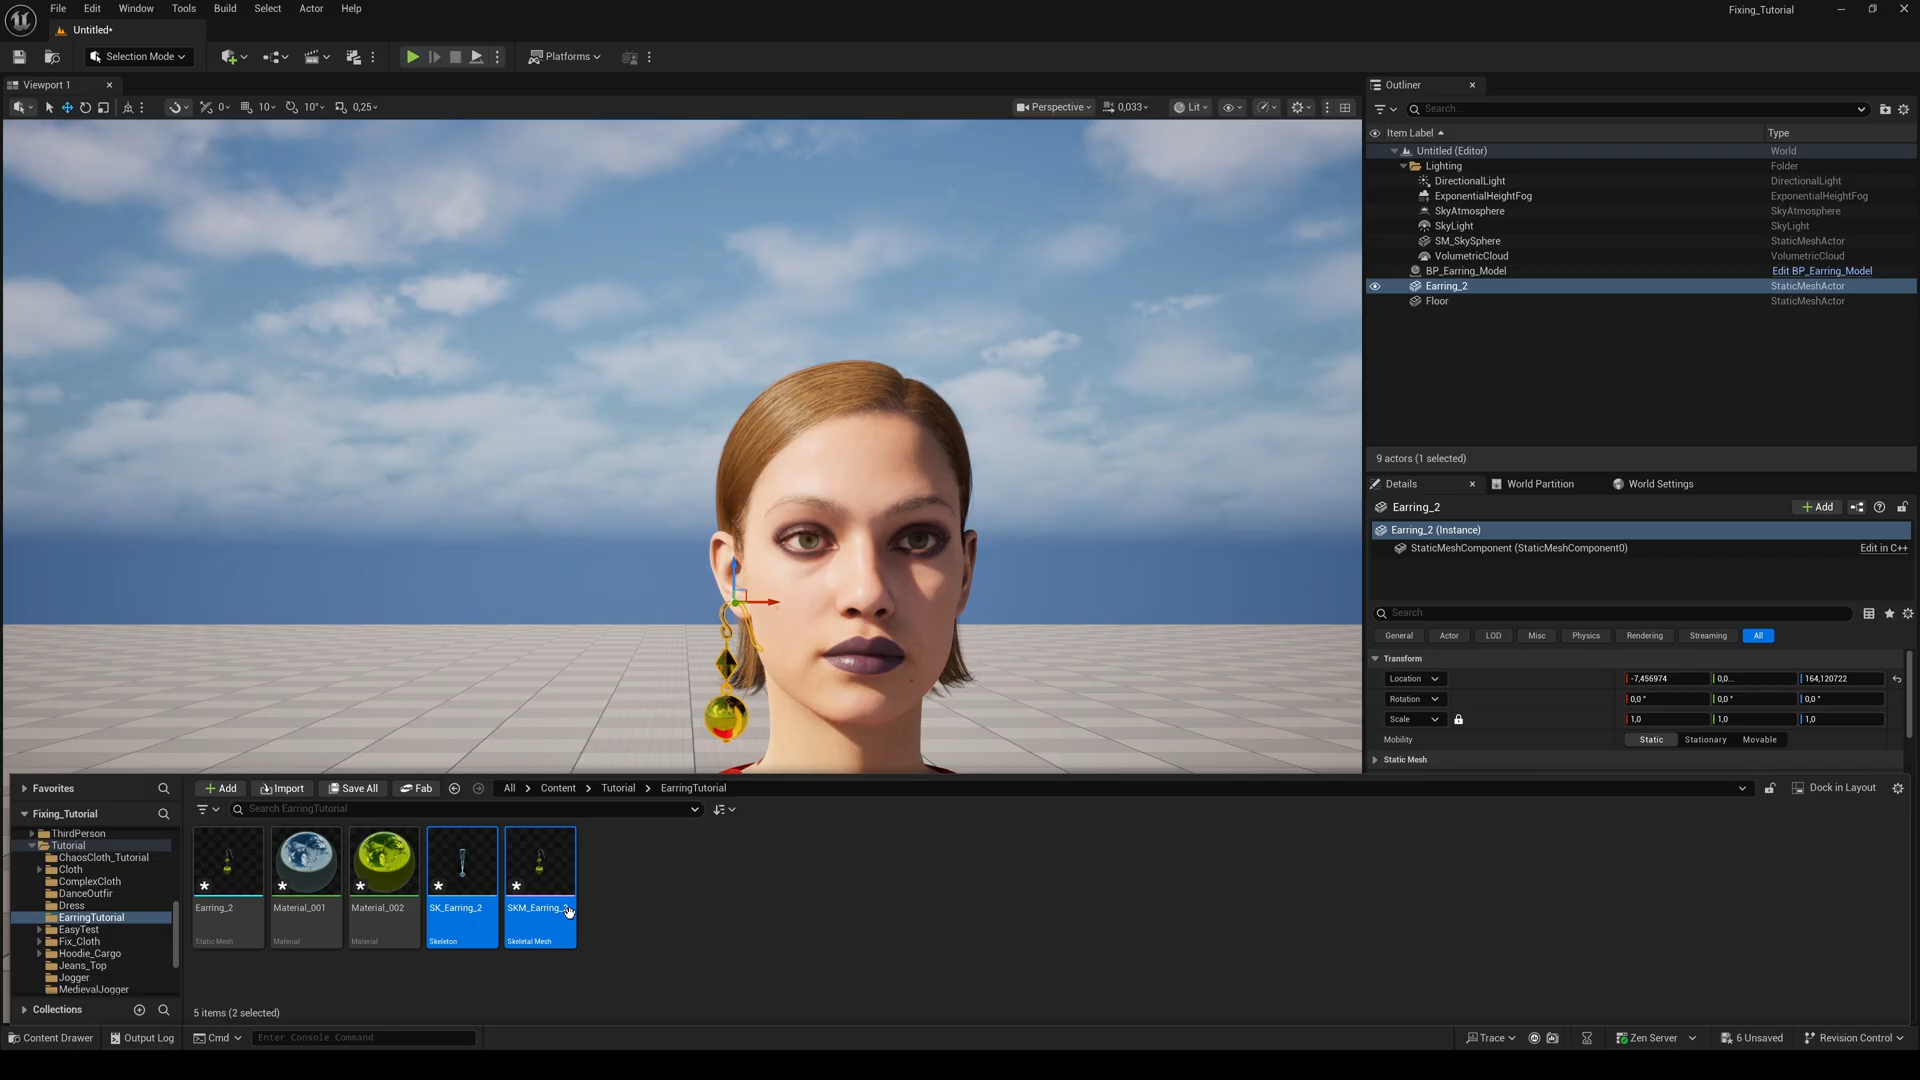 File Edit Window Tools Build Select Actor Help
Fixing_Tutorial
Untitled*
Selection Mode
Platforms
Viewport 1
0
10
10°
0,25
Perspective
0,033
Lit
Outliner
Search...
Item Label
Type
Untitled (Editor) World
Lighting Folder
DirectionalLight DirectionalLight
ExponentialHeightFog ExponentialHeightFog
SkyAtmosphere SkyAtmosphere
SkyLight SkyLight
SM_SkySphere StaticMeshActor
VolumetricCloud VolumetricCloud
BP_Earring_Model Edit BP_Earring_Model
Earring_2 StaticMeshActor
Floor StaticMeshActor
9 actors (1 selected)
Details World Partition World Settings
Earring_2
Add
Earring_2 (Instance)
StaticMeshComponent (StaticMeshComponent0) Edit in C++
Search
General Actor LOD Misc Physics Rendering Streaming All
Transform
Location -7,456974 0,0... 164,120722
Rotation 0,0 ° 0,0 ° 0,0 °
Scale 1,0 1,0 1,0
Mobility Static Stationary Movable
Static Mesh
Favorites
Add Import Save All Fab All Content Tutorial EarringTutorial Dock in Layout
Fixing_Tutorial
Search EarringTutorial
ThirdPerson
Tutorial
ChaosCloth_Tutorial
Cloth
ComplexCloth
DanceOutfir
Dress
EarringTutorial
EasyTest
Fix_Cloth
Hoodie_Cargo
Jeans_Top
Jogger
MedievalJogger
Collections
Earring_2 Material_001 Material_002 SK_Earring_2 SKM_Earring_2
Static Mesh Material Material Skeleton Skeletal Mesh
5 items (2 selected)
Content Drawer Output Log Cmd Enter Console Command
Trace Zen Server 6 Unsaved Revision Control